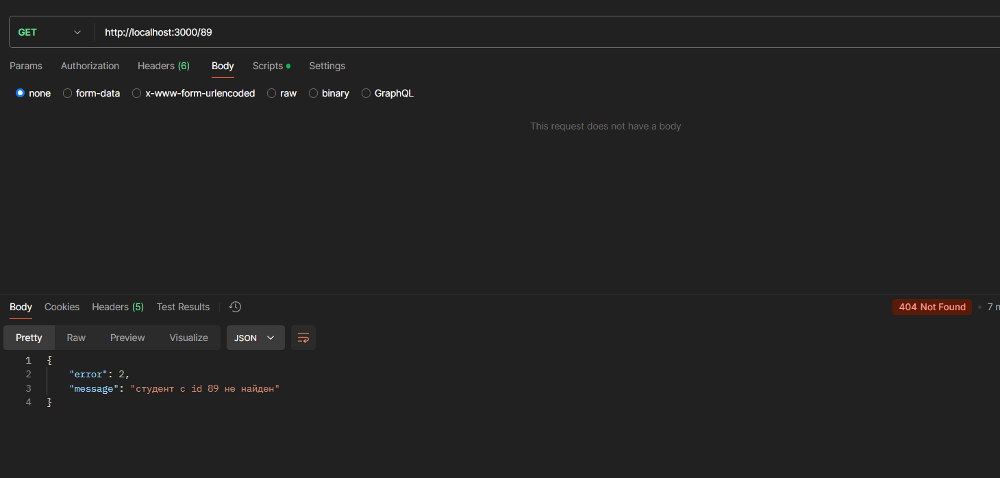 GET http://localhost:3000/89
Params Authorization Headers (6) Body Scripts Settings
none form-data x-www-form-urlencoded raw binary GraphQL
This request does not have a body
Body Cookies Headers (5) Test Results 404 Not Found 7
Pretty Raw Preview Visualize JSON
1 {
2 "error": 2,
3 "message": "студент с id 89 не найден"
4 }